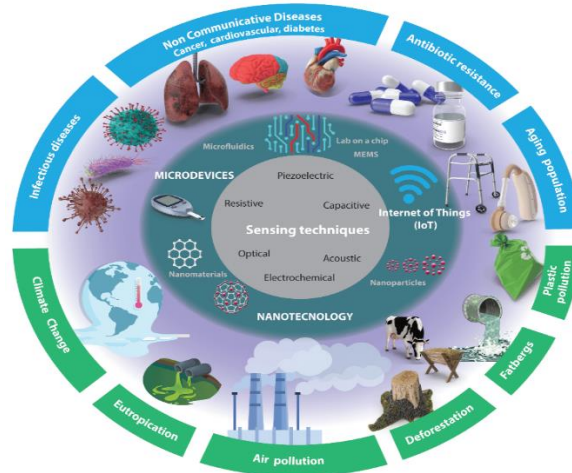 Non Communicative Diseases
Cancer, cardiovascular, diabetes
Antibiotic resistance
Aging population
Plastic pollution
Fatbergs
Deforestation
Air pollution
Eutropication
Climate Change
Infectious diseases
Microfluidics
Lab on a chip
MEMS
MICRODEVICES
Internet of Things
(IoT)
Nanoparticles
NANOTECNOLOGY
Nanomaterials
Piezoelectric
Resistive
Capacitive
Sensing techniques
Optical
Acoustic
Electrochemical